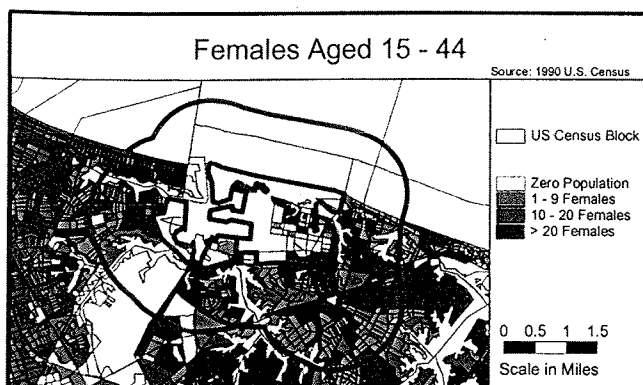 Females Aged 15 - 44
Source: 1990 U.S. Census
US Census Block
Zero Population
1 - 9 Females
10 - 20 Females
> 20 Females
0 0.5 1 1.5
Scale in Miles